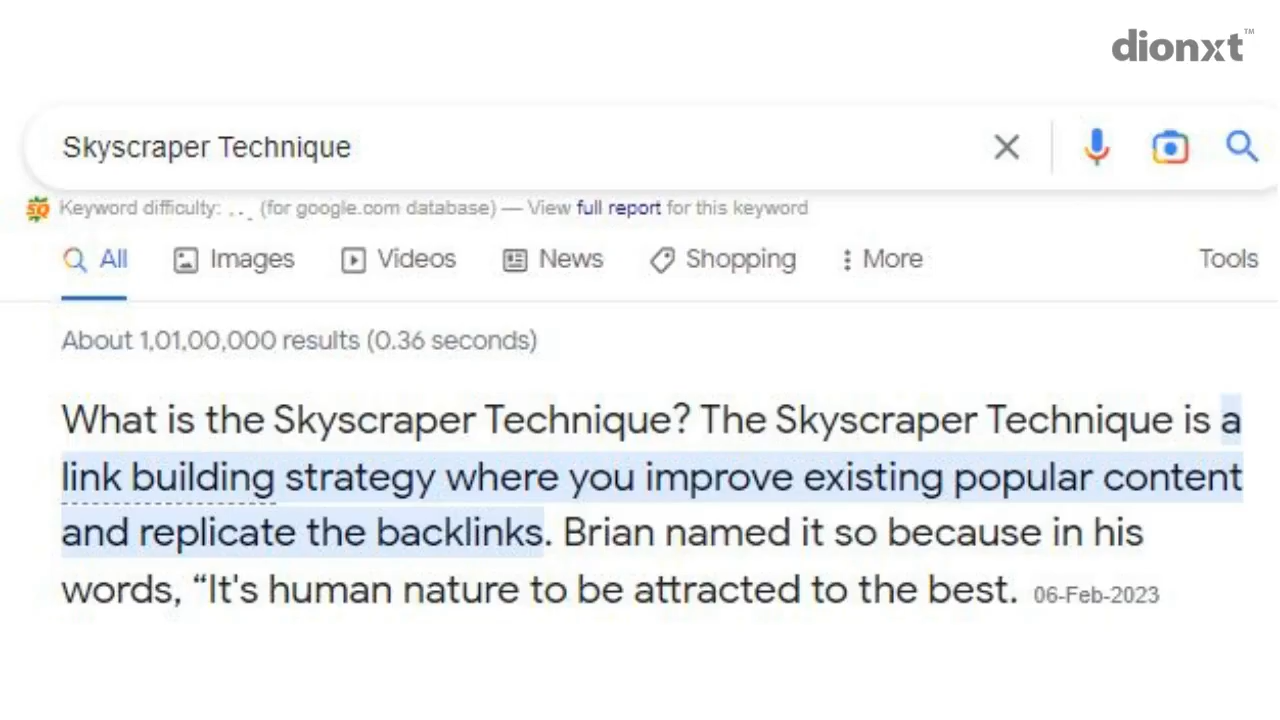 dionxt™
Skyscraper Technique
Keyword difficulty: . . . (for google.com database) — View full report for this keyword
All Images Videos News Shopping More Tools
About 1,01,00,000 results (0.36 seconds)
What is the Skyscraper Technique? The Skyscraper Technique is a
link building strategy where you improve existing popular content
and replicate the backlinks. Brian named it so because in his
words, “It's human nature to be attracted to the best. 06-Feb-2023